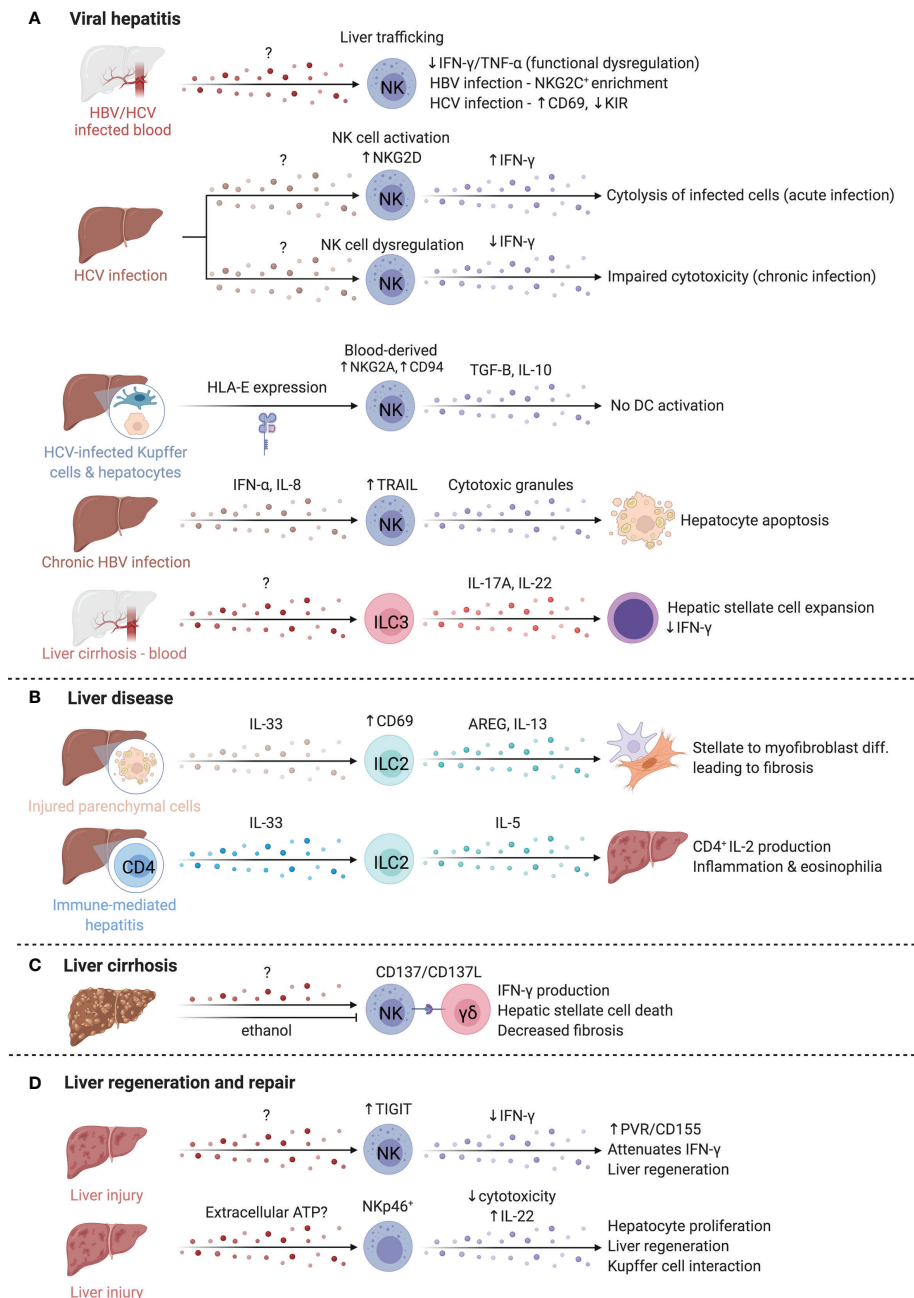 A Viral hepatitis
?
Liver trafficking
NK
↓IFN-γ/TNF-α (functional dysregulation)
HBV infection - NKG2C⁺ enrichment
HCV infection - ↑CD69, ↓KIR
HBV/HCV
infected blood
?
NK cell activation
↑NKG2D
NK
↑IFN-γ
Cytolysis of infected cells (acute infection)
HCV infection
?
NK cell dysregulation
NK
↓IFN-γ
Impaired cytotoxicity (chronic infection)
HCV-infected Kupffer
cells & hepatocytes
HLA-E expression
Blood-derived
↑NKG2A, ↑CD94
NK
TGF-B, IL-10
No DC activation
Chronic HBV infection
IFN-α, IL-8
↑TRAIL
NK
Cytotoxic granules
Hepatocyte apoptosis
Liver cirrhosis - blood
?
ILC3
IL-17A, IL-22
Hepatic stellate cell expansion
↓IFN-γ
B Liver disease
Injured parenchymal cells
IL-33
↑CD69
ILC2
AREG, IL-13
Stellate to myofibroblast diff.
leading to fibrosis
CD4
Immune-mediated
hepatitis
IL-33
ILC2
IL-5
CD4⁺ IL-2 production
Inflammation & eosinophilia
C Liver cirrhosis
?
ethanol
CD137/CD137L
NK
γδ
IFN-γ production
Hepatic stellate cell death
Decreased fibrosis
D Liver regeneration and repair
Liver injury
?
↑TIGIT
NK
↓IFN-γ
↑PVR/CD155
Attenuates IFN-γ
Liver regeneration
Liver injury
Extracellular ATP?
NKp46⁺
↓cytotoxicity
↑IL-22
Hepatocyte proliferation
Liver regeneration
Kupffer cell interaction